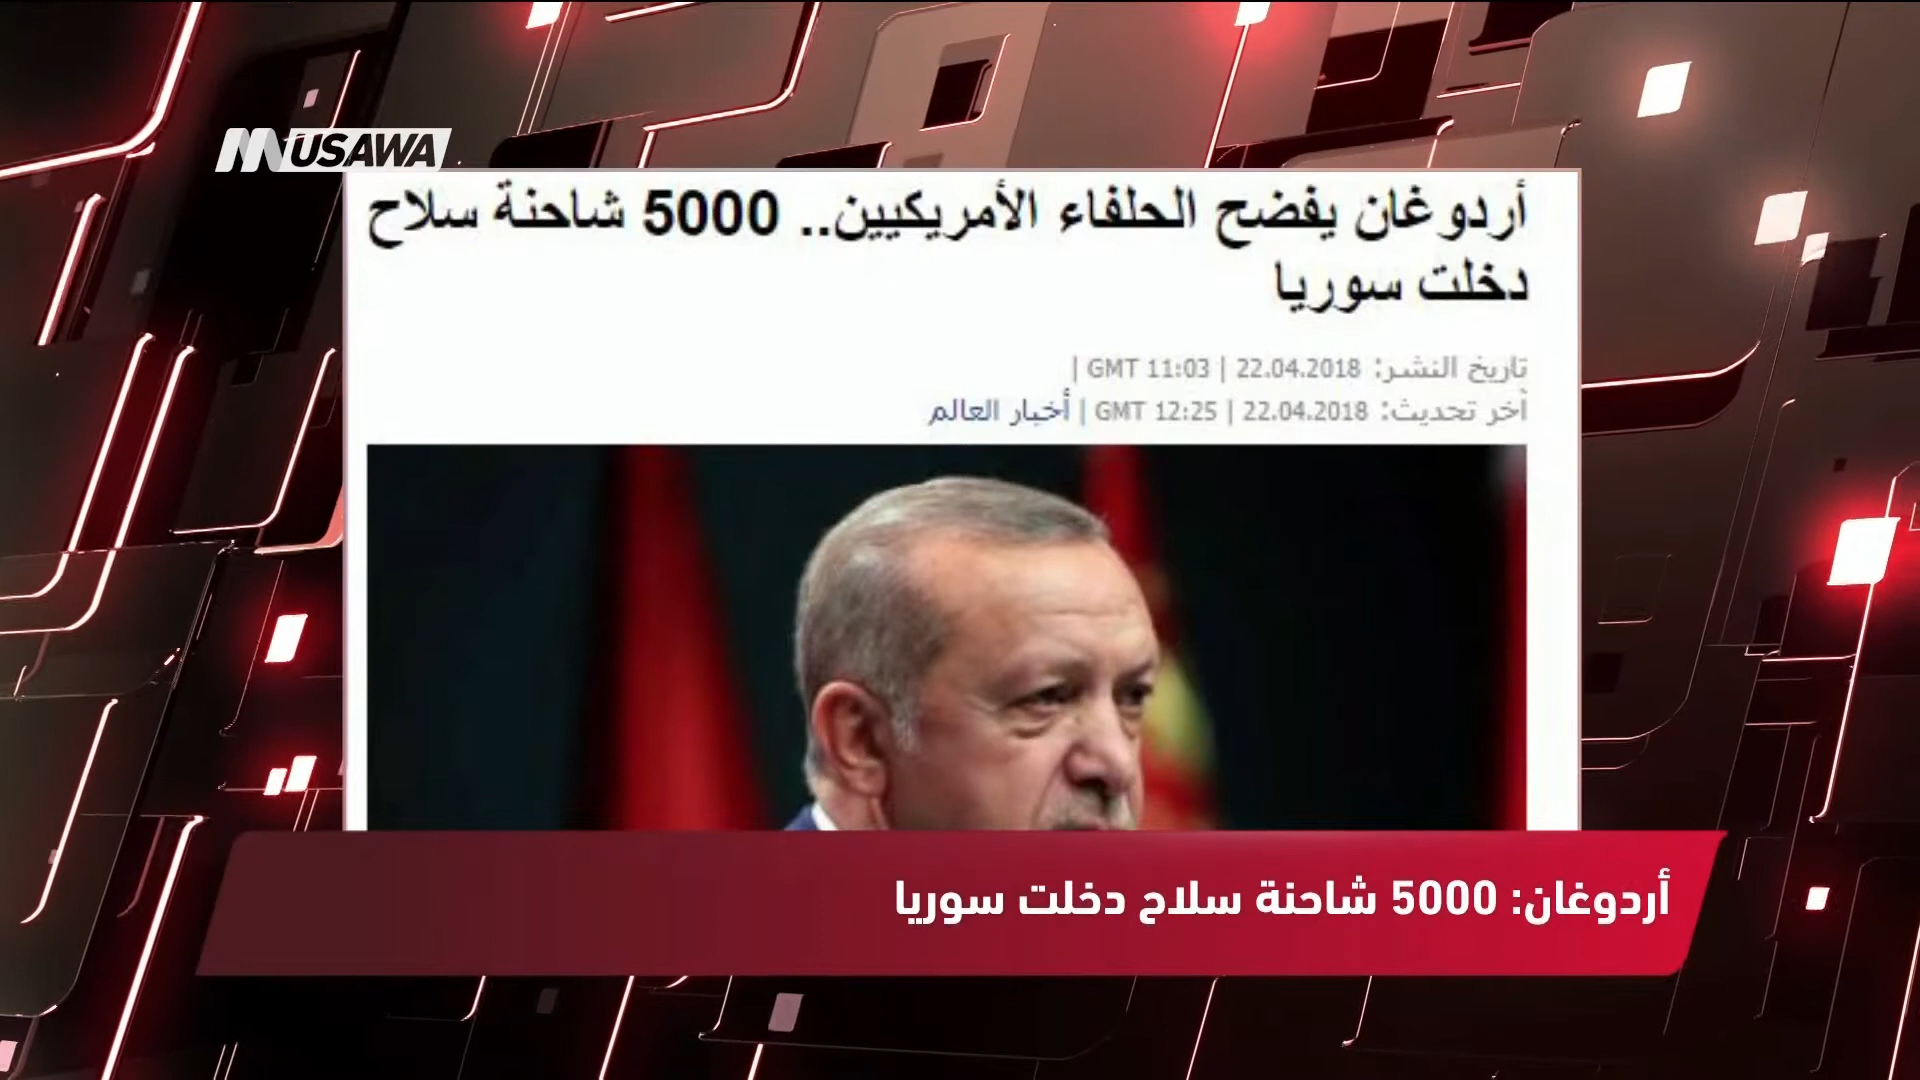 MUSAWA
أردوغان يفضح الحلفاء الأمريكيين.. 5000 شاحنة سلاح
دخلت سوريا
تاريخ النشر: 22.04.2018 | 11:03 GMT |
آخر تحديث: 22.04.2018 | 12:25 GMT | أخبار العالم
أردوغان: 5000 شاحنة سلاح دخلت سوريا